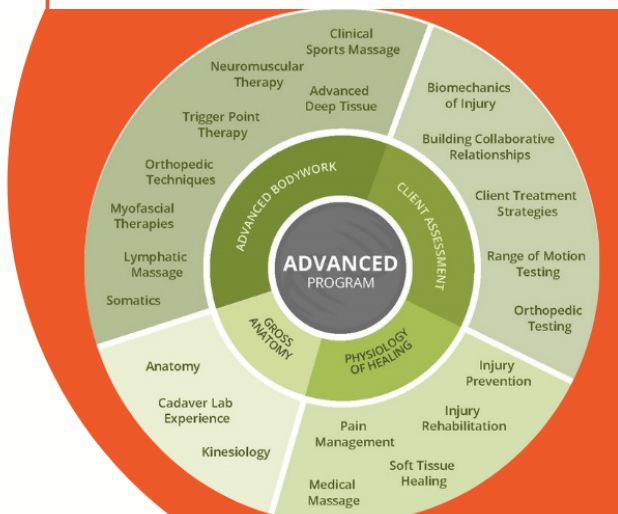 ADVANCED
PROGRAM
ADVANCED BODYWORK
Clinical
Sports Massage
Neuromuscular
Therapy
Advanced
Deep Tissue
Trigger Point
Therapy
Orthopedic
Techniques
Myofascial
Therapies
Lymphatic
Massage
Somatics
CLIENT ASSESSMENT
Biomechanics
of Injury
Building Collaborative
Relationships
Client Treatment
Strategies
Range of Motion
Testing
Orthopedic
Testing
PHYSIOLOGY
OF HEALING
Injury
Prevention
Injury
Rehabilitation
Pain
Management
Soft Tissue
Healing
Medical
Massage
GROSS
ANATOMY
Anatomy
Cadaver Lab
Experience
Kinesiology